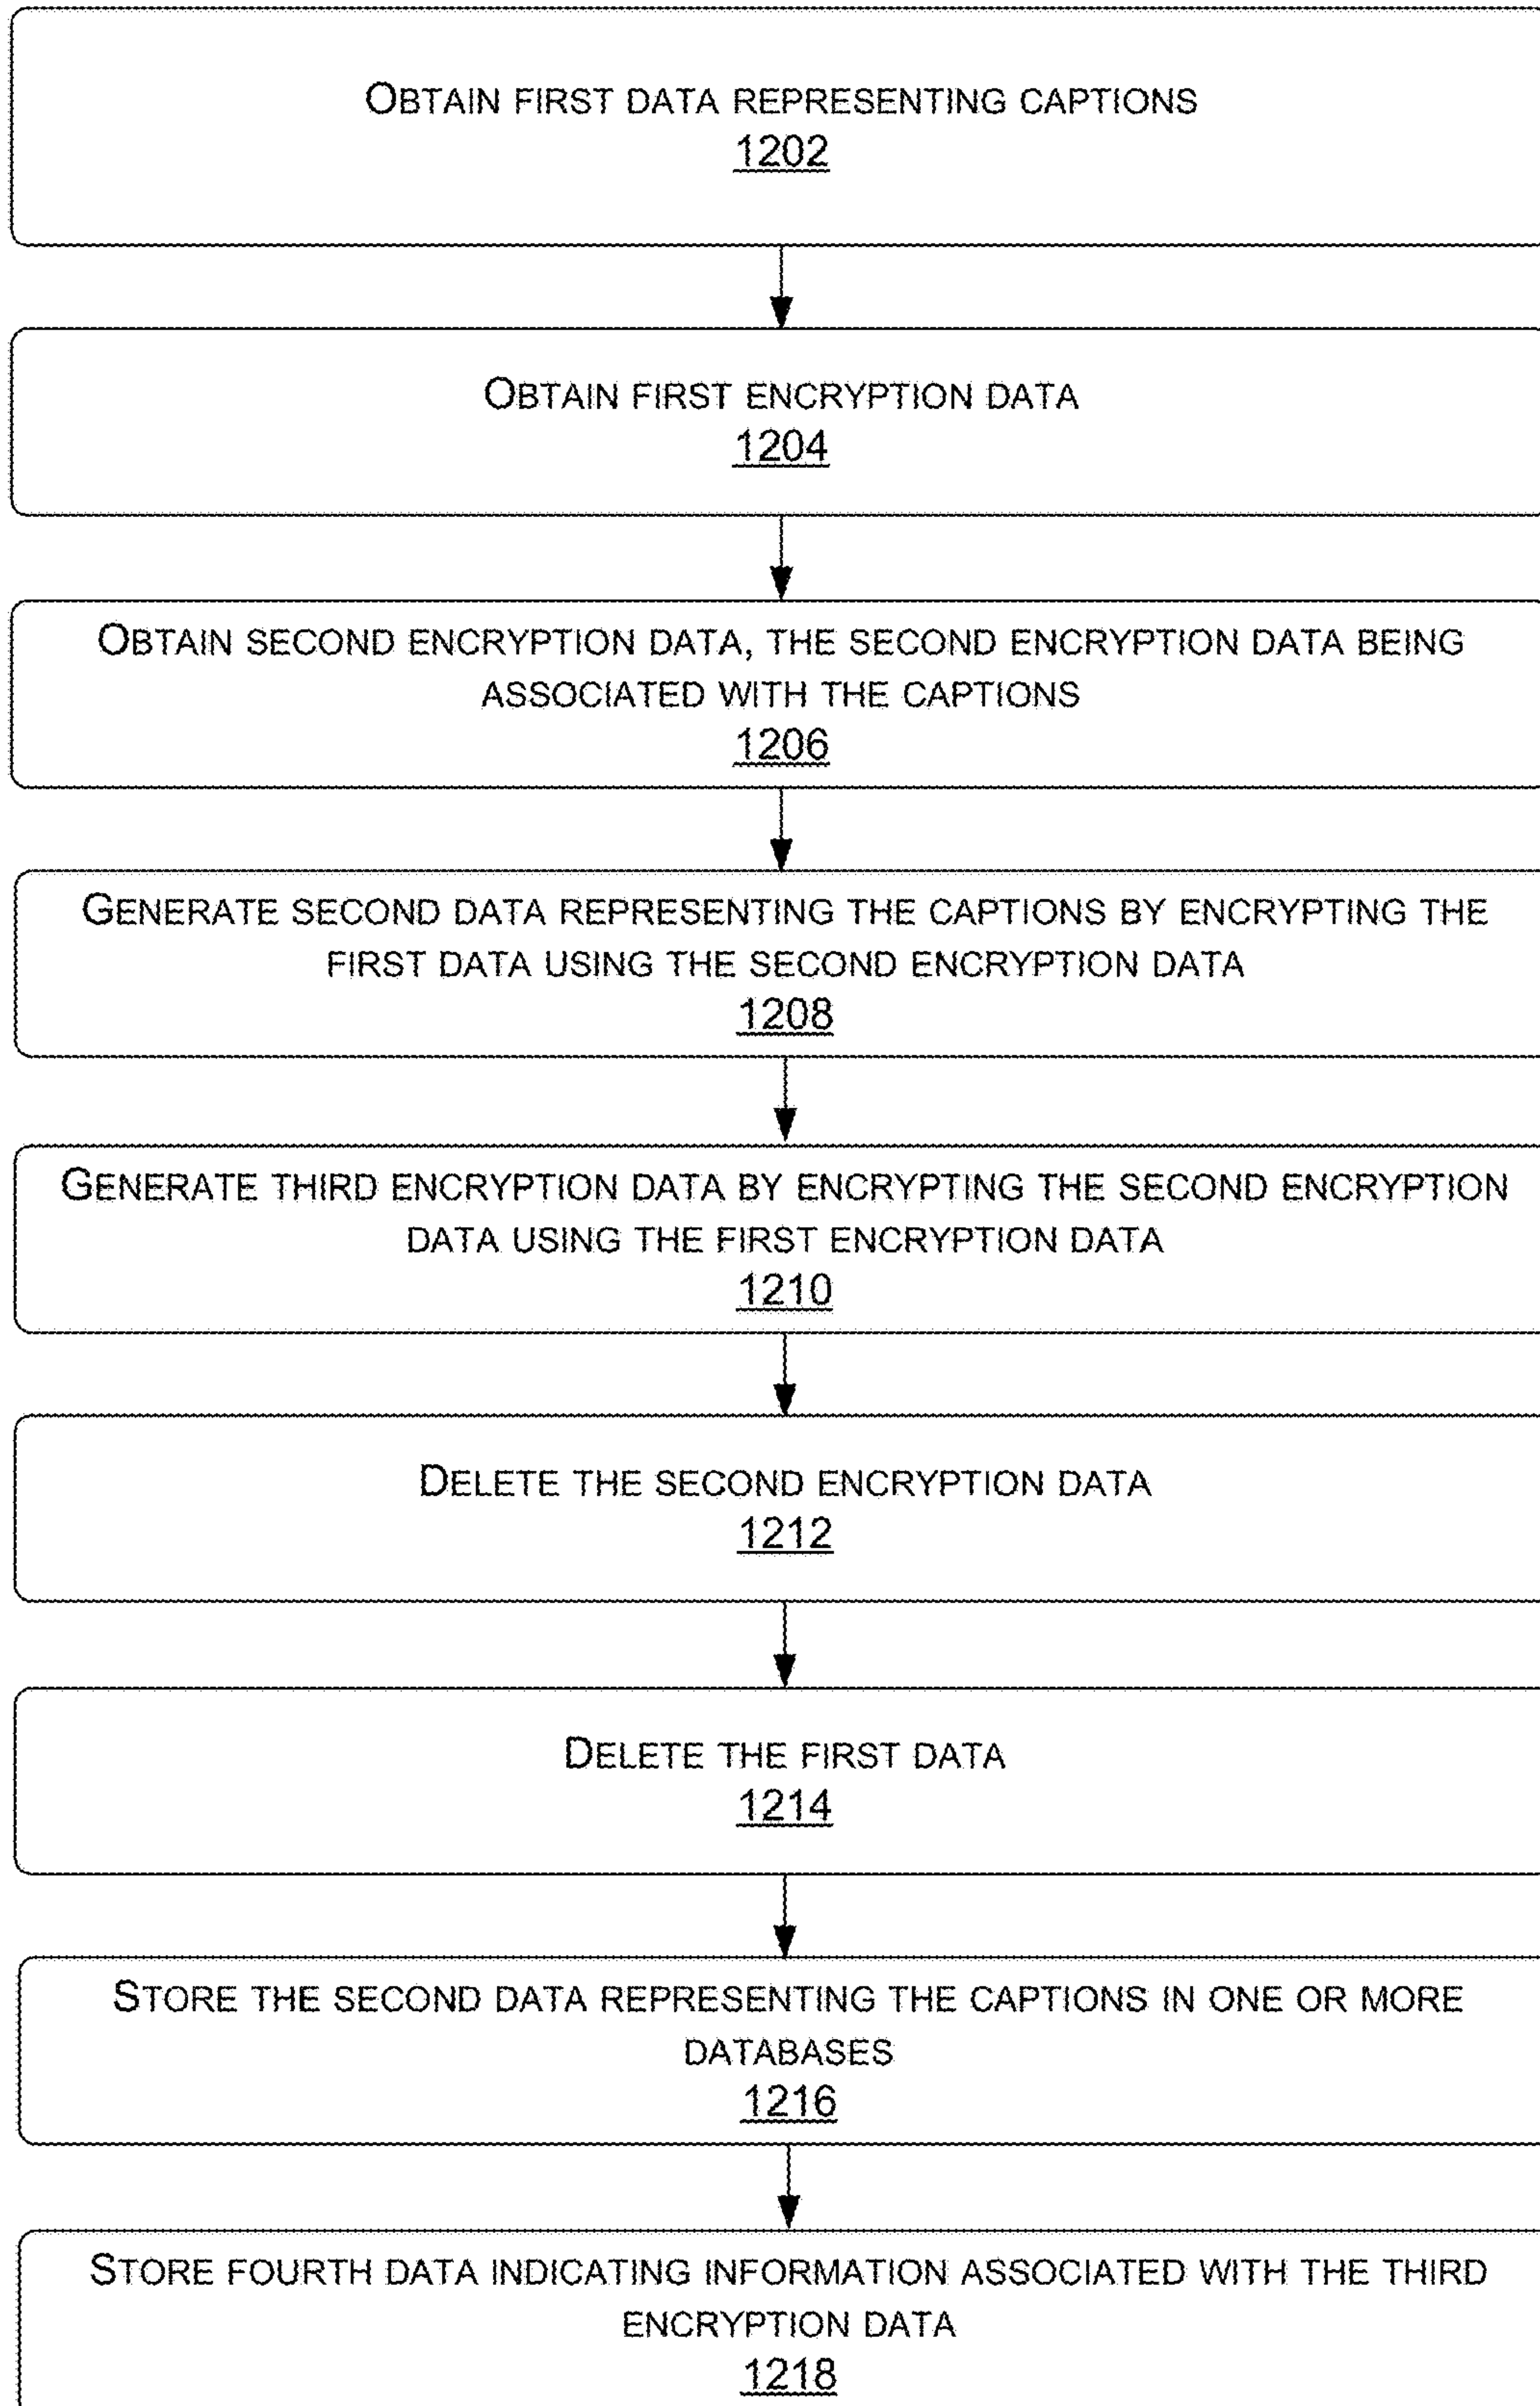 OBTAIN FIRST DATA REPRESENTING CAPTIONS
1202
OBTAIN FIRST ENCRYPTION DATA
1204
OBTAIN SECOND ENCRYPTION DATA, THE SECOND ENCRYPTION DATA BEING
ASSOCIATED WITH THE CAPTIONS
1206
GENERATE SECOND DATA REPRESENTING THE CAPTIONS BY ENCRYPTING THE
FIRST DATA USING THE SECOND ENCRYPTION DATA
1208
GENERATE THIRD ENCRYPTION DATA BY ENCRYPTING THE SECOND ENCRYPTION
DATA USING THE FIRST ENCRYPTION DATA
1210
DELETE THE SECOND ENCRYPTION DATA
1212
DELETE THE FIRST DATA
1214
STORE THE SECOND DATA REPRESENTING THE CAPTIONS IN ONE OR MORE
DATABASES
1216
STORE FOURTH DATA INDICATING INFORMATION ASSOCIATED WITH THE THIRD
ENCRYPTION DATA
1218